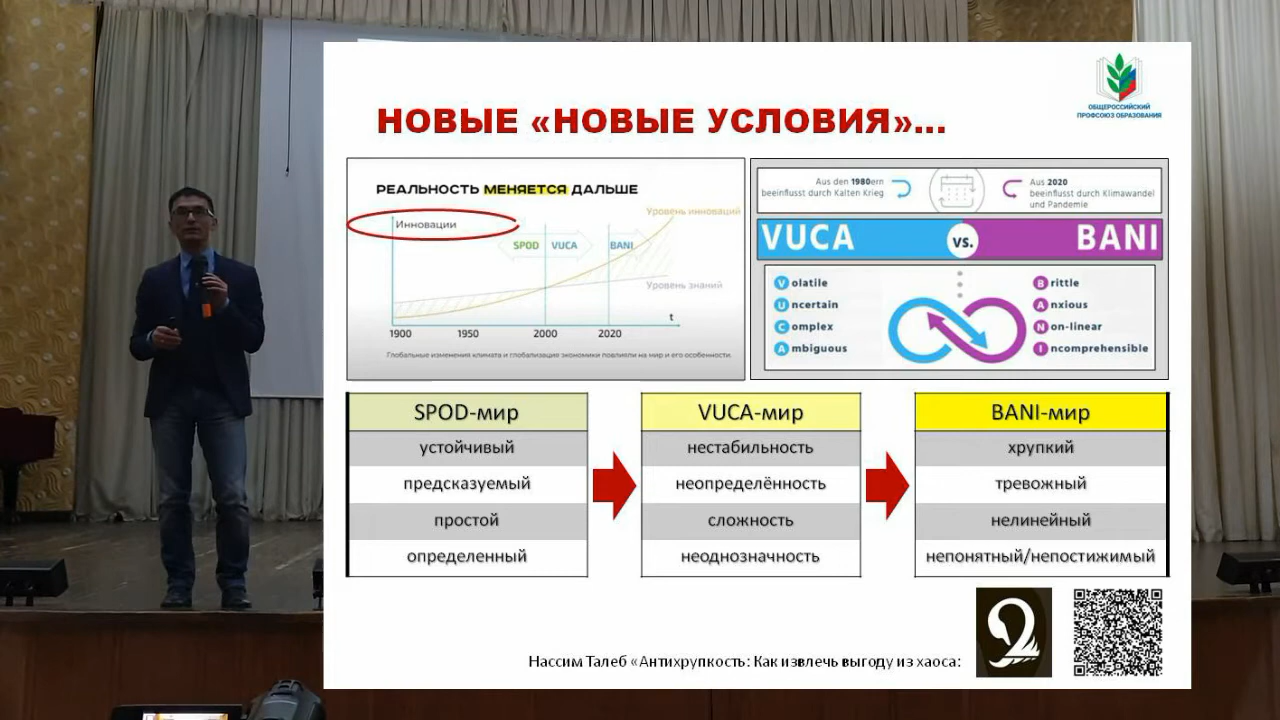 ОБЩЕРОССИЙСКИЙ
ПРОФСОЮЗ ОБРАЗОВАНИЯ
НОВЫЕ «НОВЫЕ УСЛОВИЯ»...
РЕАЛЬНОСТЬ МЕНЯЕТСЯ ДАЛЬШЕ
Инновации
Уровень инноваций
SPOD VUCA BANI
Уровень знаний
t
1900 1950 2000 2020
Глобальные изменения климата и глобализация экономики повлияли на мир и его особенности.
Aus den 1980ern
beeinflusst durch Kalten Krieg
Aus 2020
beeinflusst durch Klimawandel
und Pandemie
VUCA vs. BANI
Volatile
Uncertain
Complex
Ambiguous
Brittle
Anxious
Non-linear
Incomprehensible
SPOD-мир
устойчивый
предсказуемый
простой
определенный
VUCA-мир
нестабильность
неопределённость
сложность
неоднозначность
BANI-мир
хрупкий
тревожный
нелинейный
непонятный/непостижимый
Нассим Талеб «Антихрупкость: Как извлечь выгоду из хаоса: